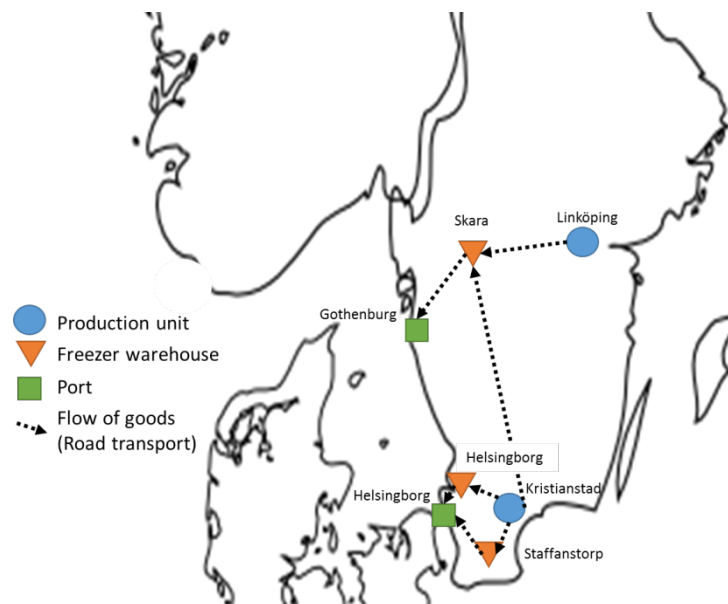 Skara
Linköping
Gothenburg
Production unit
Freezer warehouse
Port
Flow of goods
(Road transport)
Helsingborg
Helsingborg
Kristianstad
Staffanstorp